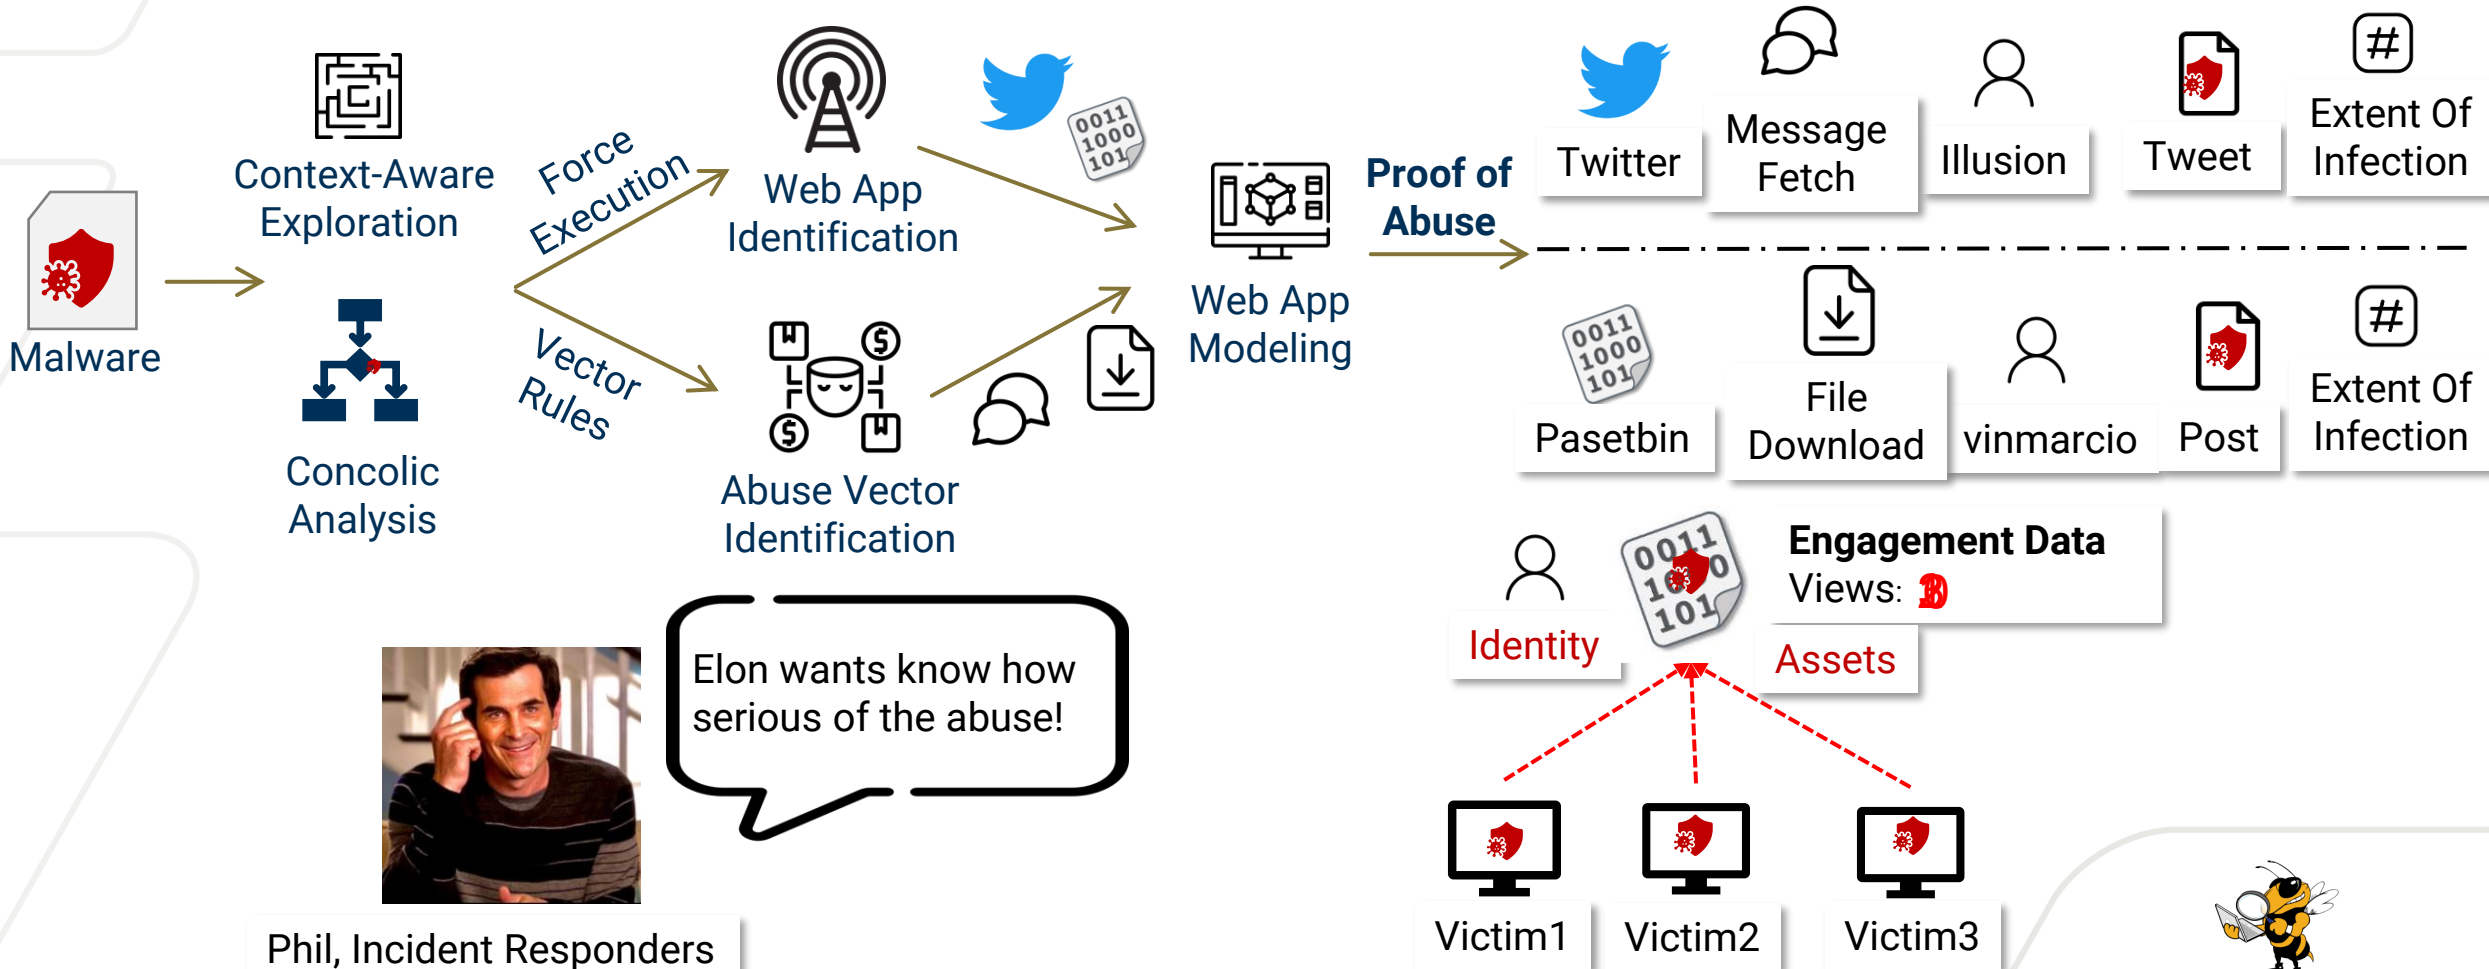 Malware
Context-Aware
Exploration
Concolic
Analysis
Force
Execution
Vector
Rules
Web App
Identification
Abuse Vector
Identification
0011
1000
101
Web App
Modeling
Proof of
Abuse
Twitter
Message
Fetch
Illusion
Tweet
#
Extent Of
Infection
0011
1000
101
Pasetbin
File
Download
vinmarcio
Post
#
Extent Of
Infection
Identity
0011
101
Engagement Data
Views:
Assets
Victim1
Victim2
Victim3
Elon wants know how
serious of the abuse!
Phil, Incident Responders